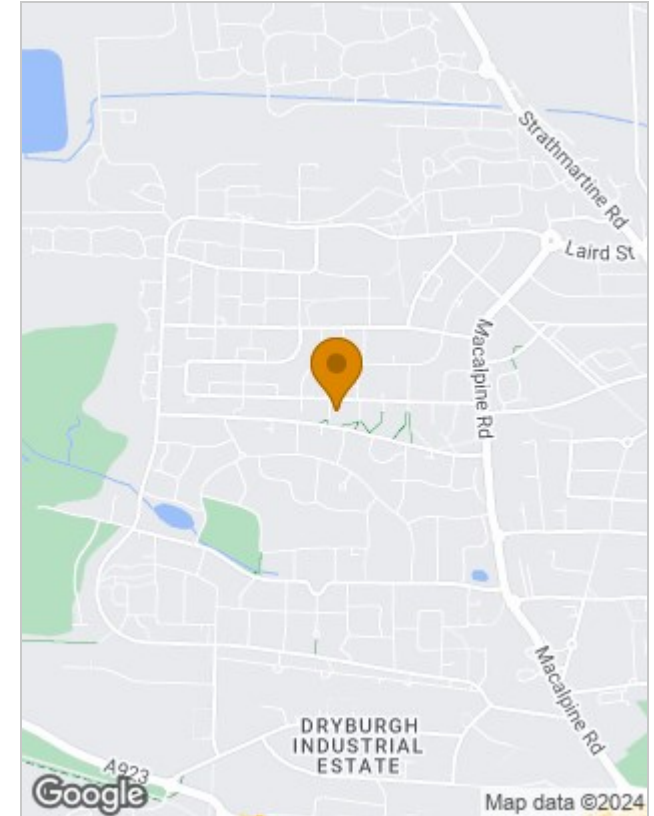 Strathmartine Rd
Laird St
Macalpine Rd
Macalpine Rd
DRYBURGH
INDUSTRIAL
ESTATE
A923
Google
Map data ©2024